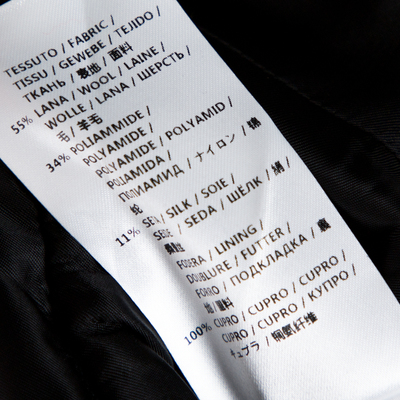 TESSUTO / FABRIC /
TISSU / GEWEBE / TEJIDO /
ТКАНЬ / 表地 / 面料
55% LANA / WOOL / LAINE /
WOLLE / LANA / ШЕРСТЬ /
毛 / 羊毛
34% POLIAMMIDE /
POLYAMIDE /
POLYAMIDE / POLYAMID /
POLIAMIDA /
ПОЛИАМИД / ナイロン / 锦
纶
11% SETA / SILK / SOIE /
SEIDE / SEDA / ШЁЛК / 絹 /
FODERA / LINING /
DOUBLURE / FUTTER /
FORRO / ПОДКЛАДКА / 裏
地 / 里料
100% CUPRO / CUPRO / CUPRO /
CUPRO / CUPRO / КУПРО /
キュプラ / 铜氨纤维